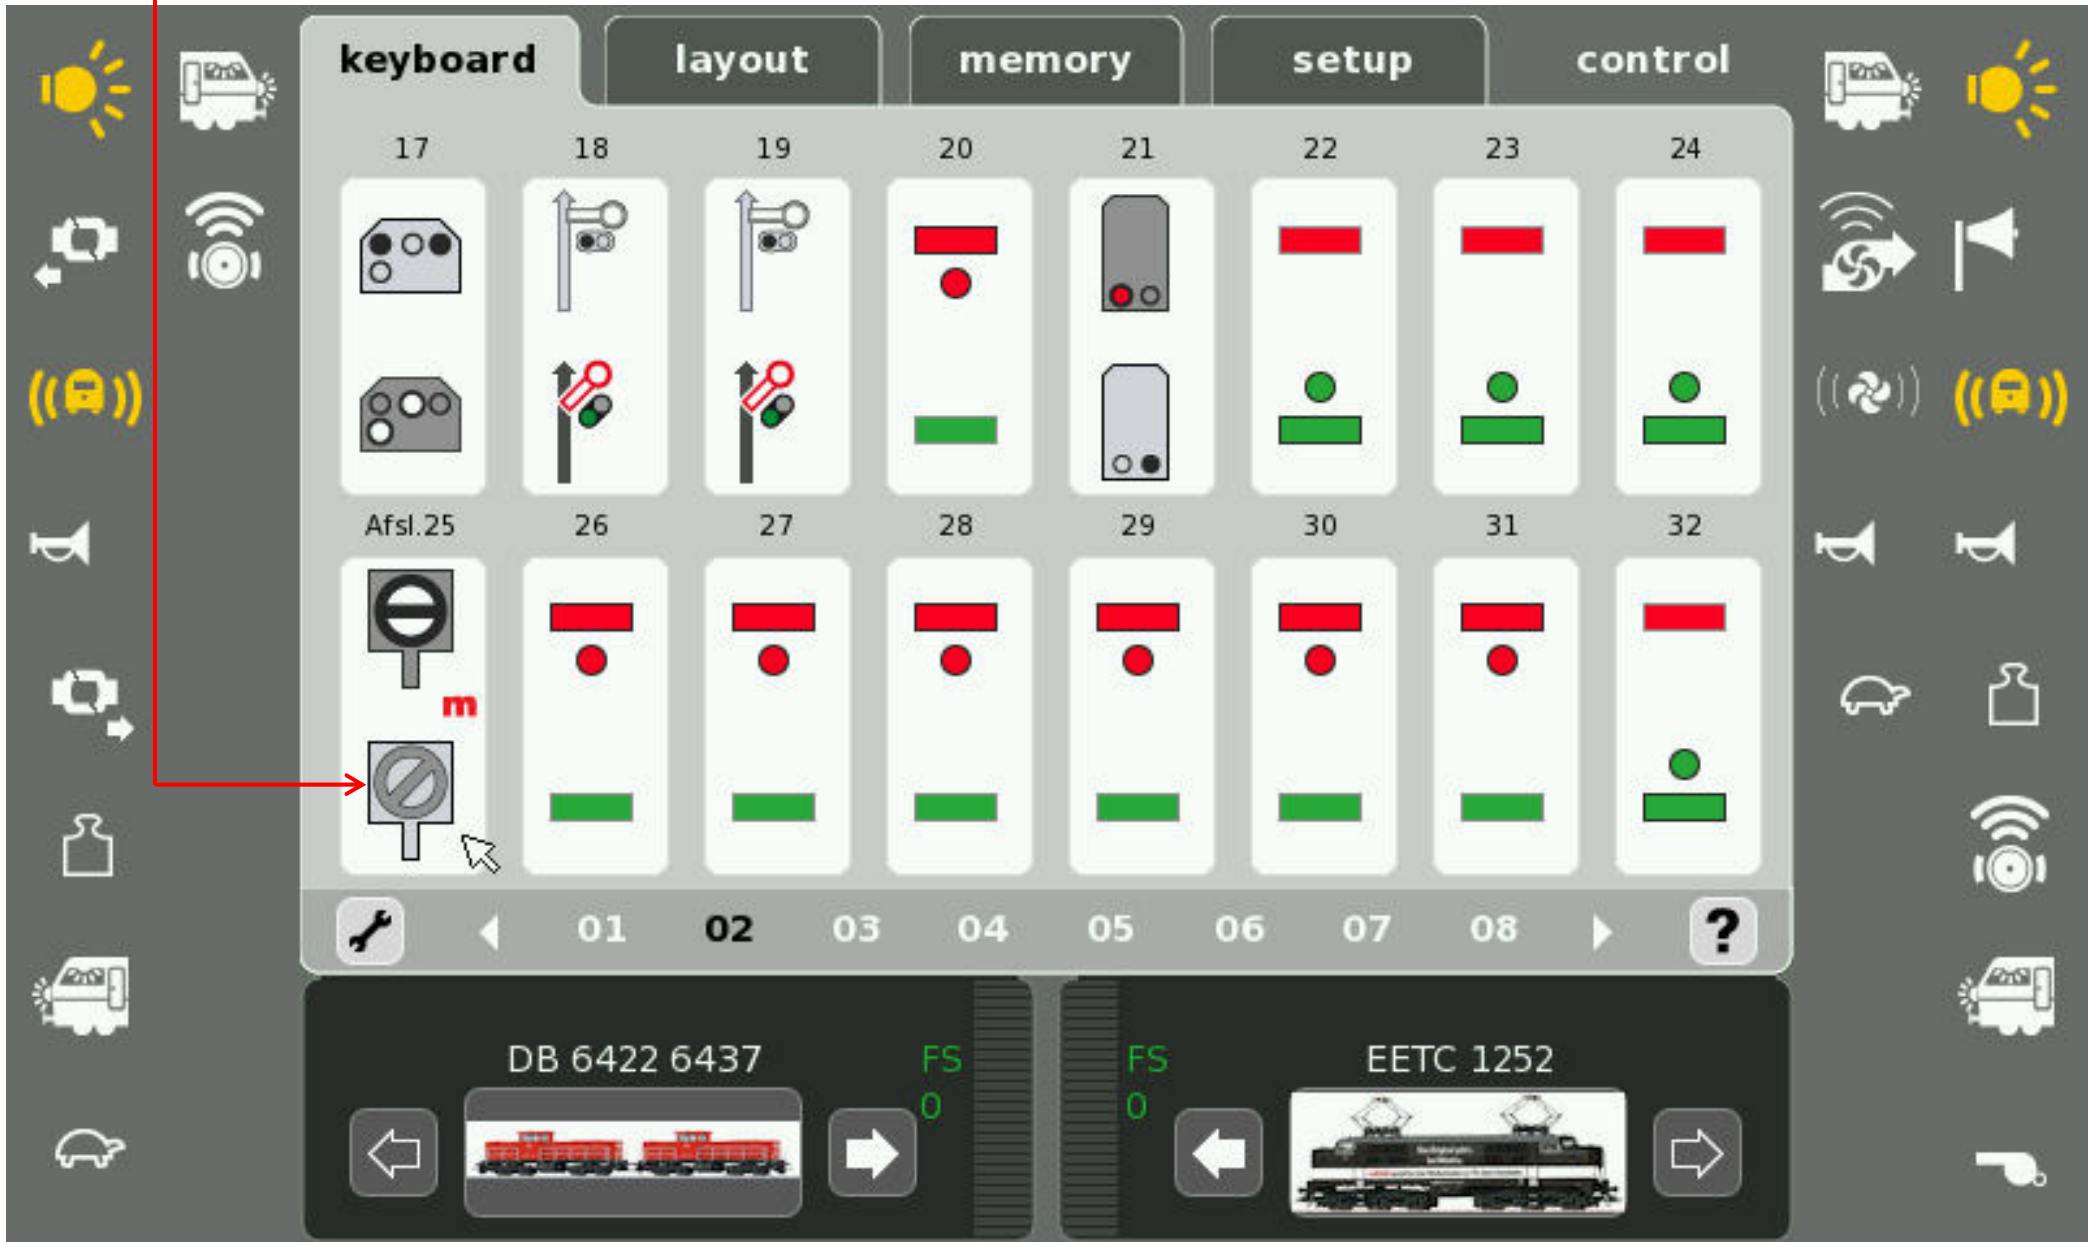 keyboard layout memory setup control
17 18 19 20 21 22 23 24
Afsl.25 26 27 28 29 30 31 32
m
01 02 03 04 05 06 07 08 ?
DB 6422 6437 FS FS EETC 1252
0 0